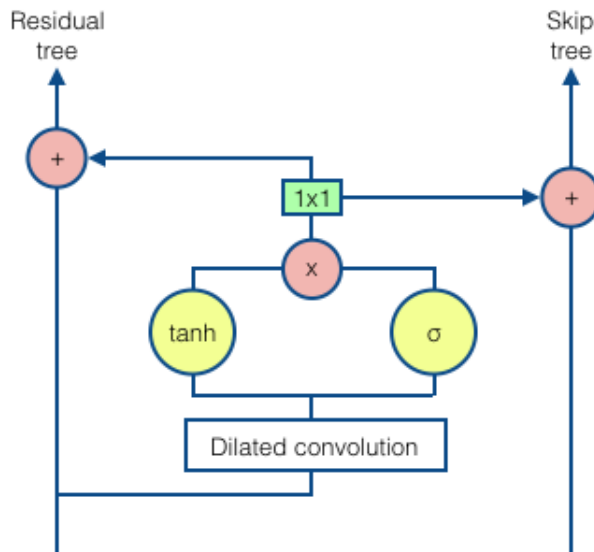 Residual
tree
Skip
tree
+
1x1
+
x
tanh
σ
Dilated convolution